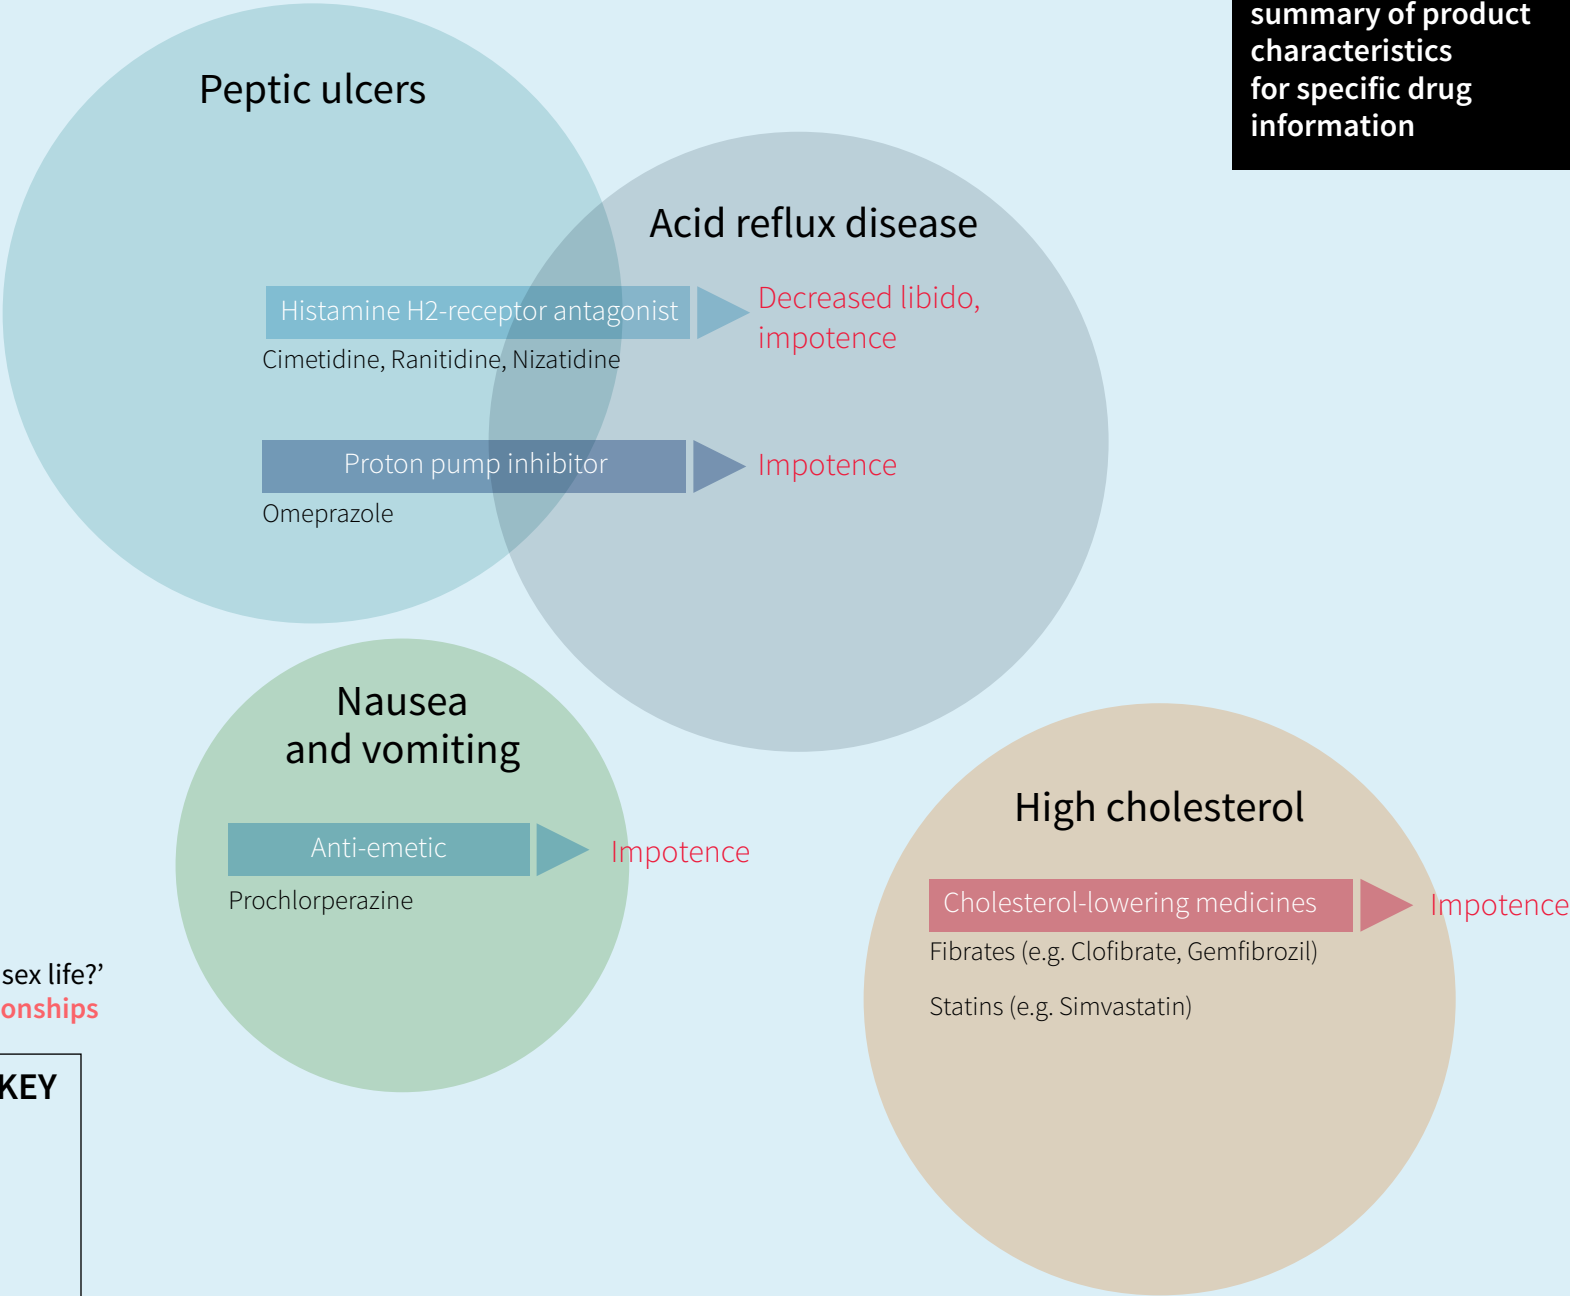 summary of product
characteristics
for specific drug
information
Peptic ulcers
Acid reflux disease
Histamine H2-receptor antagonist
Decreased libido,
impotence
Cimetidine, Ranitidine, Nizatidine
Proton pump inhibitor
Impotence
Omeprazole
Nausea
and vomiting
Anti-emetic
Impotence
Prochlorperazine
High cholesterol
Cholesterol-lowering medicines
Impotence
Fibrates (e.g. Clofibrate, Gemfibrozil)
Statins (e.g. Simvastatin)
sex life?’
onships
KEY